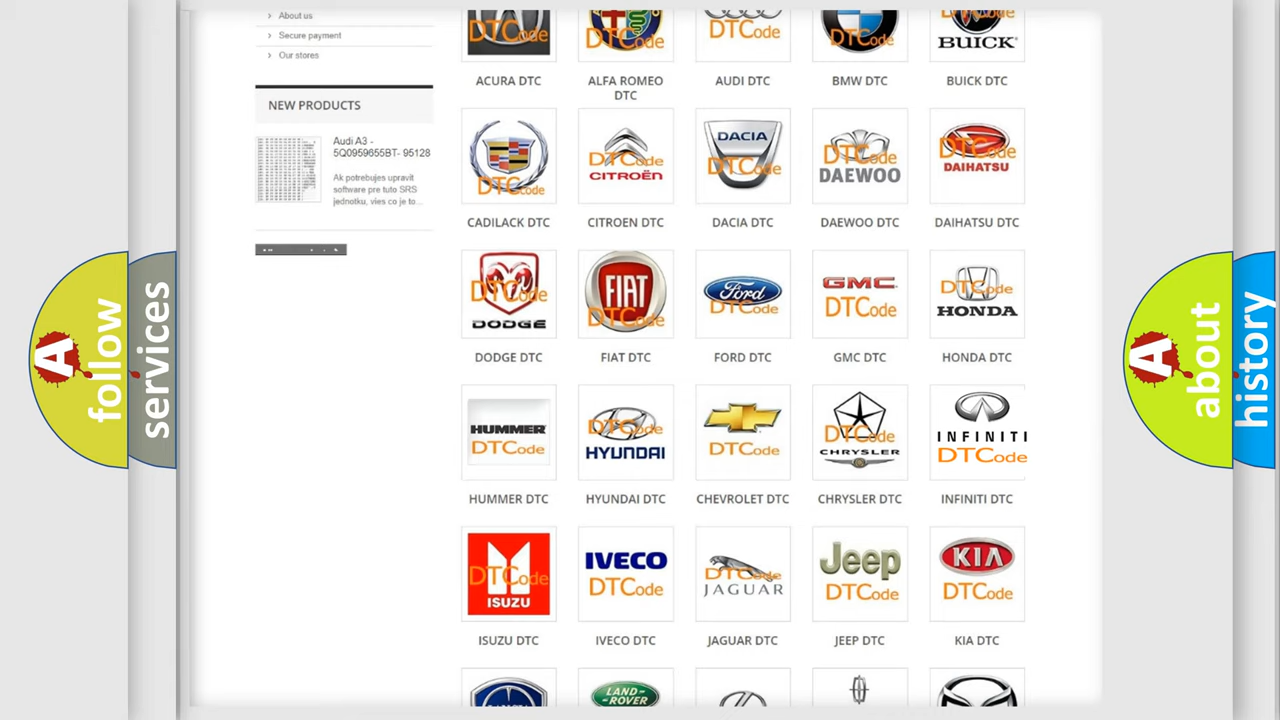 About us
Secure payment
Our stores
NEW PRODUCTS
Audi A3 -
5Q0959655BT- 95128
Ak potrebujes upravit
software pre tuto SRS
jednotku, vies co je to...
DTCode
DTCode
DTCode
DTCode
BUICK
ACURA DTC
ALFA ROMEO
DTC
AUDI DTC
BMW DTC
BUICK DTC
DTCode
DTCode
CITROËN
DACIA
DTCode
DTCode
DAEWOO
DTCode
DAIHATSU
CADILACK DTC
CITROEN DTC
DACIA DTC
DAEWOO DTC
DAIHATSU DTC
DTCode
DODGE
FIAT
DTCode
Ford
DTCode
GMC
DTCode
DTCode
HONDA
DODGE DTC
FIAT DTC
FORD DTC
GMC DTC
HONDA DTC
HUMMER
DTCode
DTCode
HYUNDAI
DTCode
DTCode
CHRYSLER
INFINITI
DTCode
HUMMER DTC
HYUNDAI DTC
CHEVROLET DTC
CHRYSLER DTC
INFINITI DTC
DTCode
ISUZU
IVECO
DTCode
DTCode
JAGUAR
Jeep
DTCode
KIA
DTCode
ISUZU DTC
IVECO DTC
JAGUAR DTC
JEEP DTC
KIA DTC
LAND-
ROVER
A
follow
services
A
about
history